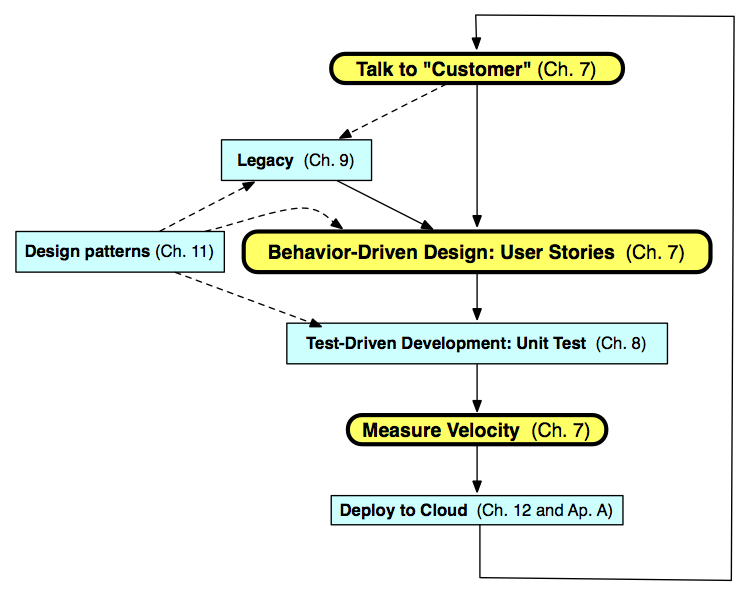 Talk to "Customer" (Ch. 7)
Legacy (Ch. 9)
Design patterns (Ch. 11)
Behavior-Driven Design: User Stories (Ch. 7)
Test-Driven Development: Unit Test (Ch. 8)
Measure Velocity (Ch. 7)
Deploy to Cloud (Ch. 12 and Ap. A)